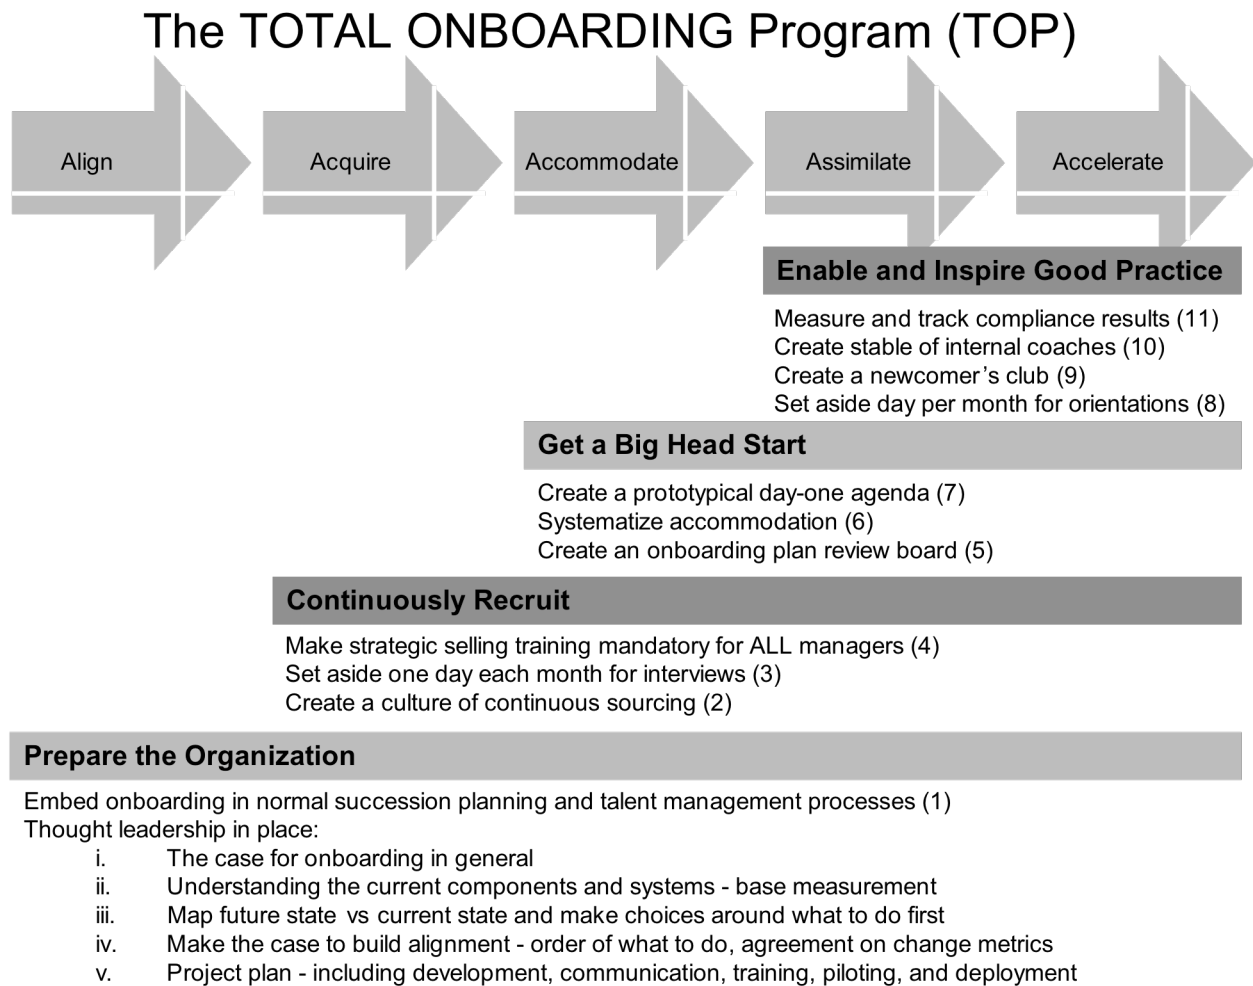 The TOTAL ONBOARDING Program (TOP)
Align
Acquire
Accommodate
Assimilate
Accelerate
Enable and Inspire Good Practice
Measure and track compliance results (11)
Create stable of internal coaches (10)
Create a newcomer's club (9)
Set aside day per month for orientations (8)
Get a Big Head Start
Create a prototypical day-one agenda (7)
Systematize accommodation (6)
Create an onboarding plan review board (5)
Continuously Recruit
Make strategic selling training mandatory for ALL managers (4)
Set aside one day each month for interviews (3)
Create a culture of continuous sourcing (2)
Prepare the Organization
Embed onboarding in normal succession planning and talent management processes (1)
Thought leadership in place:
i. The case for onboarding in general
ii. Understanding the current components and systems - base measurement
iii. Map future state vs current state and make choices around what to do first
iv. Make the case to build alignment - order of what to do, agreement on change metrics
v. Project plan - including development, communication, training, piloting, and deployment